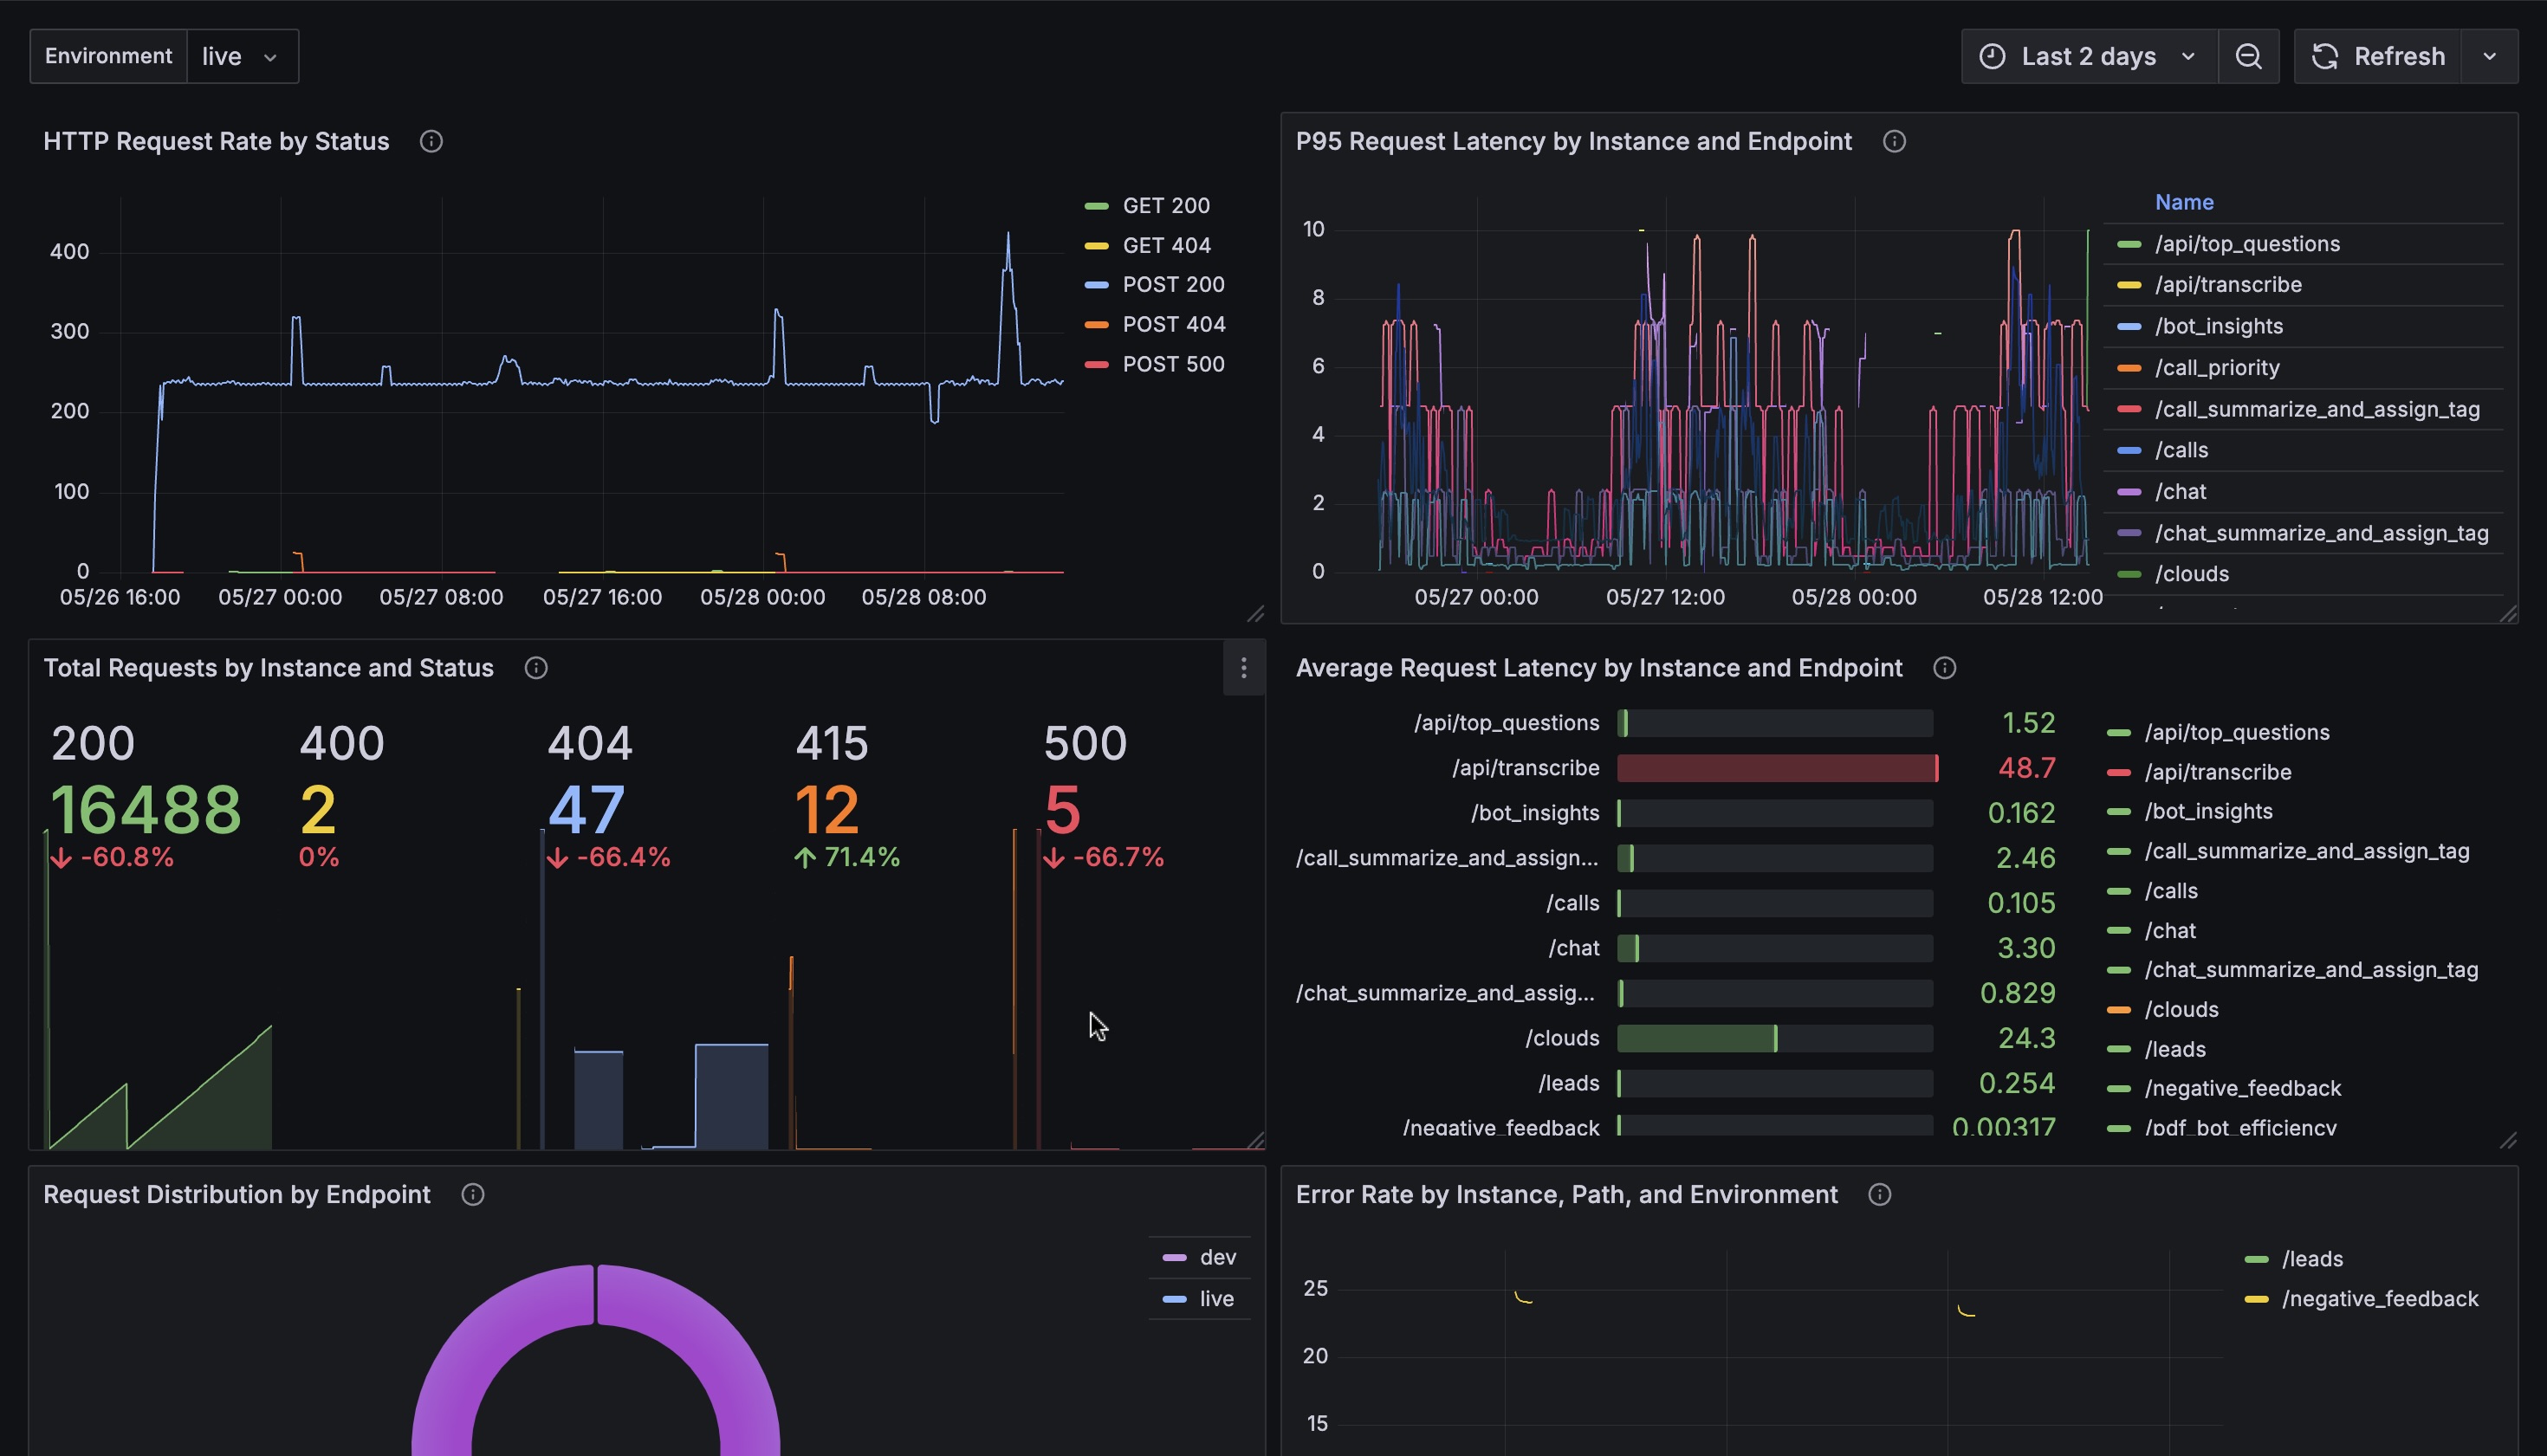 Environment live
Last 2 days
Refresh
HTTP Request Rate by Status
400
300
200
100
0
05/26 16:00 05/27 00:00 05/27 08:00 05/27 16:00 05/28 00:00 05/28 08:00
GET 200
GET 404
POST 200
POST 404
POST 500
P95 Request Latency by Instance and Endpoint
10
8
6
4
2
0
05/27 00:00 05/27 12:00 05/28 00:00 05/28 12:00
Name
/api/top_questions
/api/transcribe
/bot_insights
/call_priority
/call_summarize_and_assign_tag
/calls
/chat
/chat_summarize_and_assign_tag
/clouds
Total Requests by Instance and Status
200 400 404 415 500
16488 2 47 12 5
-60.8% 0% -66.4% 71.4% -66.7%
Average Request Latency by Instance and Endpoint
/api/top_questions 1.52
/api/transcribe 48.7
/bot_insights 0.162
/call_summarize_and_assign... 2.46
/calls 0.105
/chat 3.30
/chat_summarize_and_assig... 0.829
/clouds 24.3
/leads 0.254
/negative_feedback 0.00317
/api/top_questions
/api/transcribe
/bot_insights
/call_summarize_and_assign_tag
/calls
/chat
/chat_summarize_and_assign_tag
/clouds
/leads
/negative_feedback
/pdf_bot_efficiency
Request Distribution by Endpoint
dev
live
Error Rate by Instance, Path, and Environment
25
20
15
/leads
/negative_feedback